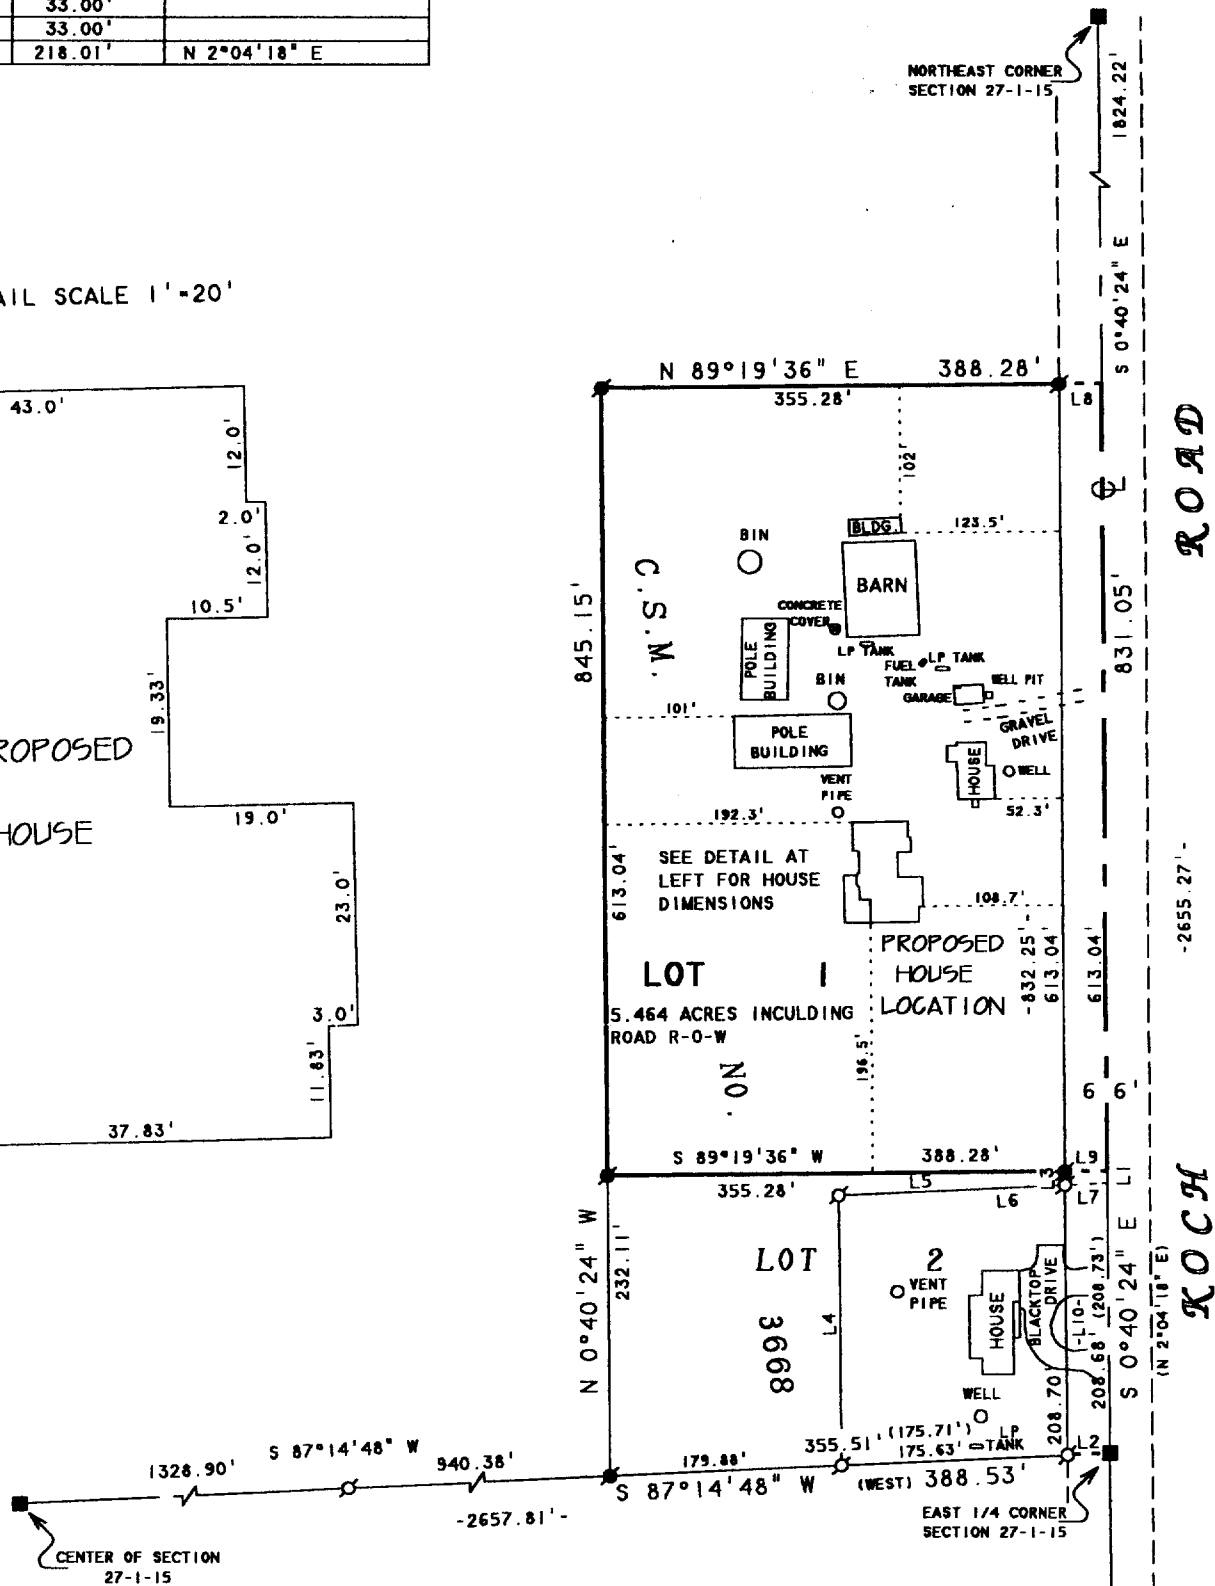 33.00'
33.00'
218.01' N 2°04'18" E
NORTHEAST CORNER
SECTION 27-1-15
1824.22'
S 0°40'24" E
AIL SCALE 1'=20'
43.0'
12.0'
2.0'
12.0'
10.5'
19.33'
ROPOSED
HOUSE
19.0'
23.0'
3.0'
11.83'
37.83'
N 89°19'36" E 388.28'
355.28'
L8
102'
BLDG.
123.5'
BIN
BARN
C.S.M.
CONCRETE
COVER
POLE
BUILDING
LP TANK
FUEL
TANK
LP TANK
BIN
GARAGE
WELL PIT
845.15'
831.05'
ROAD
101'
POLE
BUILDING
GRAVEL
DRIVE
HOUSE
WELL
VENT
PIPE
52.3'
192.3'
SEE DETAIL AT
LEFT FOR HOUSE
DIMENSIONS
613.04'
108.7'
PROPOSED
HOUSE
LOCATION
-832.25'-
613.04'
613.04'
-2655.27'-
LOT 1
5.464 ACRES INCULDING
ROAD R-O-W
NO.
196.5'
66'
S 89°19'36" W 388.28'
355.28'
L9
L3
L1
L5
L6
L7
N 0°40'24" W
232.11'
LOT 2
VENT
PIPE
L4
3668
HOUSE
BLACKTOP
DRIVE
-L10-
(208.73')
208.68'
S 0°40'24" E
(N 2°04'18" E)
KOCH
WELL
208.70'
LP
TANK
(175.71')
355.51'
175.63'
L2
S 87°14'48" W
1328.90'
940.38'
179.88'
S 87°14'48" W (WEST) 388.53'
-2657.81'-
EAST 1/4 CORNER
SECTION 27-1-15
CENTER OF SECTION
27-1-15